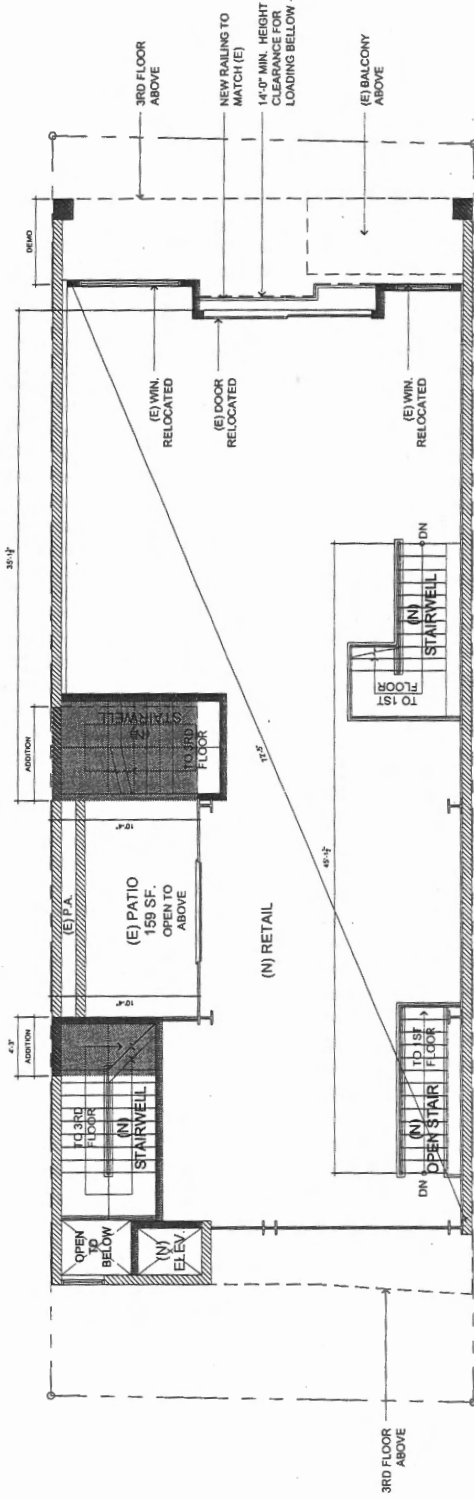 3RD FLOOR
ABOVE
NEW RAILING TO
MATCH (E)
14'-0" MIN. HEIGHT
CLEARANCE FOR
LOADING BELLOW
(E) BALCONY
ABOVE
DEMO
(E) WIN.
RELOCATED
(E) DOOR
RELOCATED
(E) WIN.
RELOCATED
35'-1½"
ADDITION
(N)
STAIRWELL
TO 3RD
FLOOR
(E) P.A.
10'-4"
(E) PATIO
159 SF.
OPEN TO
ABOVE
10'-4"
4'-3"
ADDITION
TO 3RD
FLOOR
(N)
STAIRWELL
OPEN
TO
BELOW
(N)
ELEV.
(N) RETAIL
45'-1½"
DN
(N)
STAIRWELL
TO 1ST
FLOOR
TO 1ST
FLOOR
(N)
OPEN STAIR
DN
3RD FLOOR
ABOVE